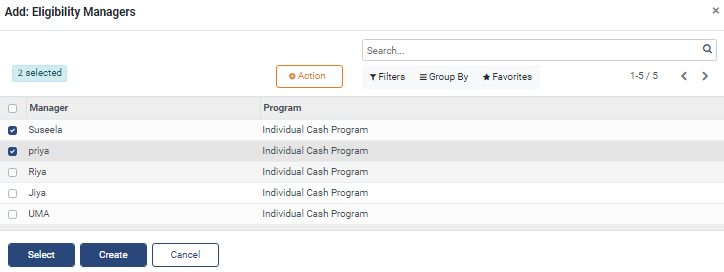 Add: Eligibility Managers
×
Search...
2 selected
Action
Filters
Group By
Favorites
1-5 / 5
Manager Program
Suseela Individual Cash Program
priya Individual Cash Program
Riya Individual Cash Program
Jiya Individual Cash Program
UMA Individual Cash Program
Select Create Cancel